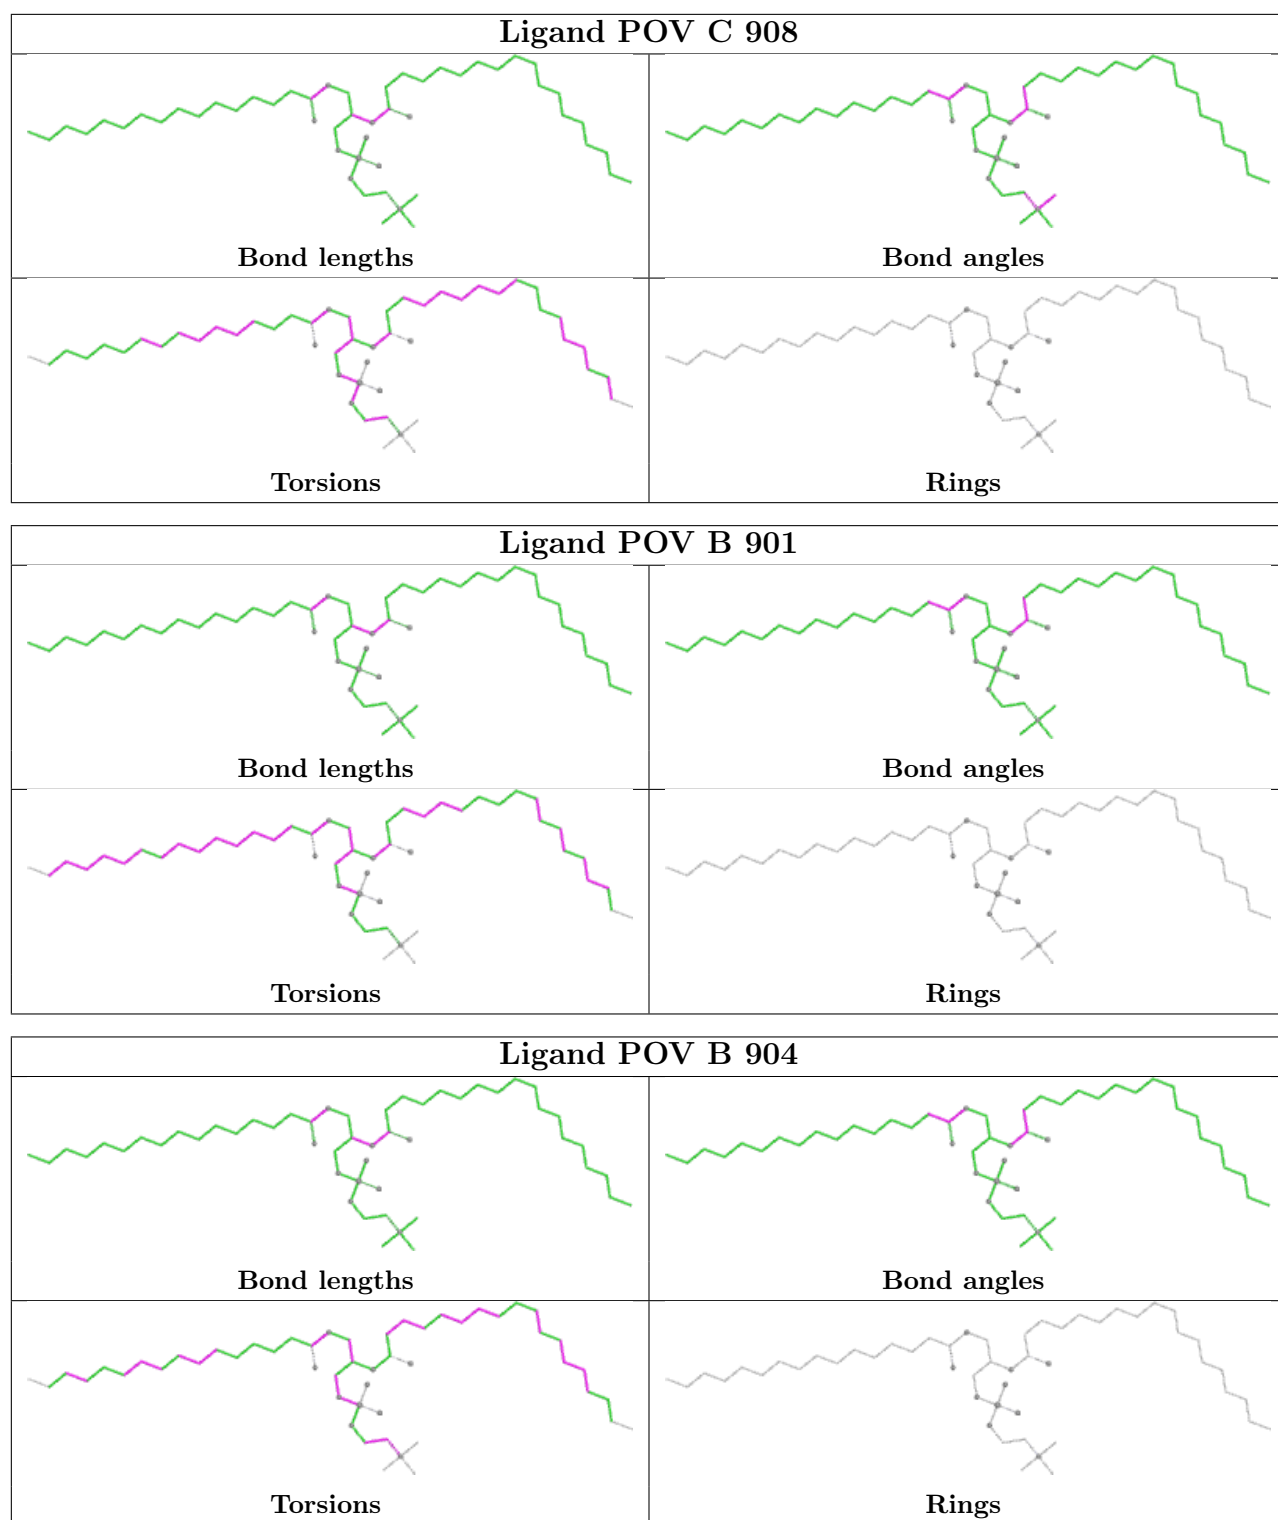 Ligand POV C 908
Bond lengths
Bond angles
Torsions
Rings
Ligand POV B 901
Bond lengths
Bond angles
Torsions
Rings
Ligand POV B 904
Bond lengths
Bond angles
Torsions
Rings